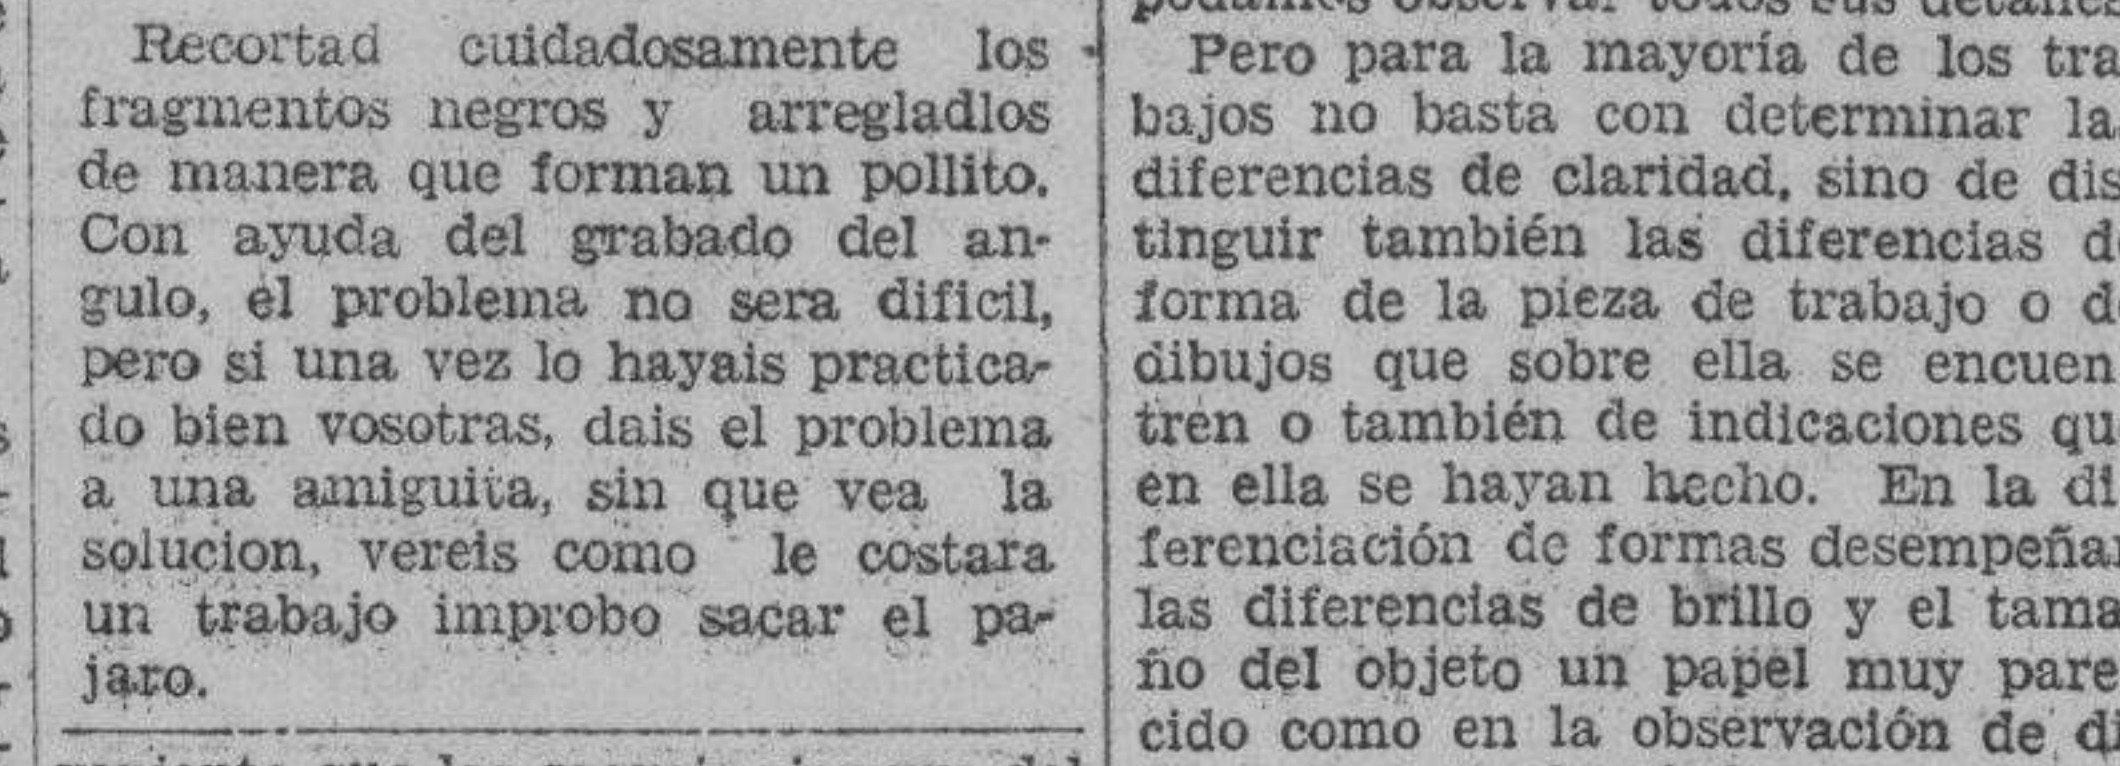 Recortad cuidadosamente los
fragmentos negros y arregladlos
de manera que forman un pollito.
Con ayuda del grabado del an-
gulo, el problema no sera dificil,
pero si una vez lo hayais practica-
do bien vosotras, dais el problema
a una amiguita, sin que vea la
solucion, vereis como le costara
un trabajo improbo sacar el pa-
jaro.
observar todos sus
Pero para la mayoría de los tra
bajos no basta con determinar la
diferencias de claridad, sino de dis
tinguir también las diferencias d
forma de la pieza de trabajo o d
dibujos que sobre ella se encuen
tren o también de indicaciones qu
en ella se hayan hecho. En la di
ferenciación de formas desempeña
las diferencias de brillo y el tama
ño del objeto un papel muy pare
cido como en la observación de di